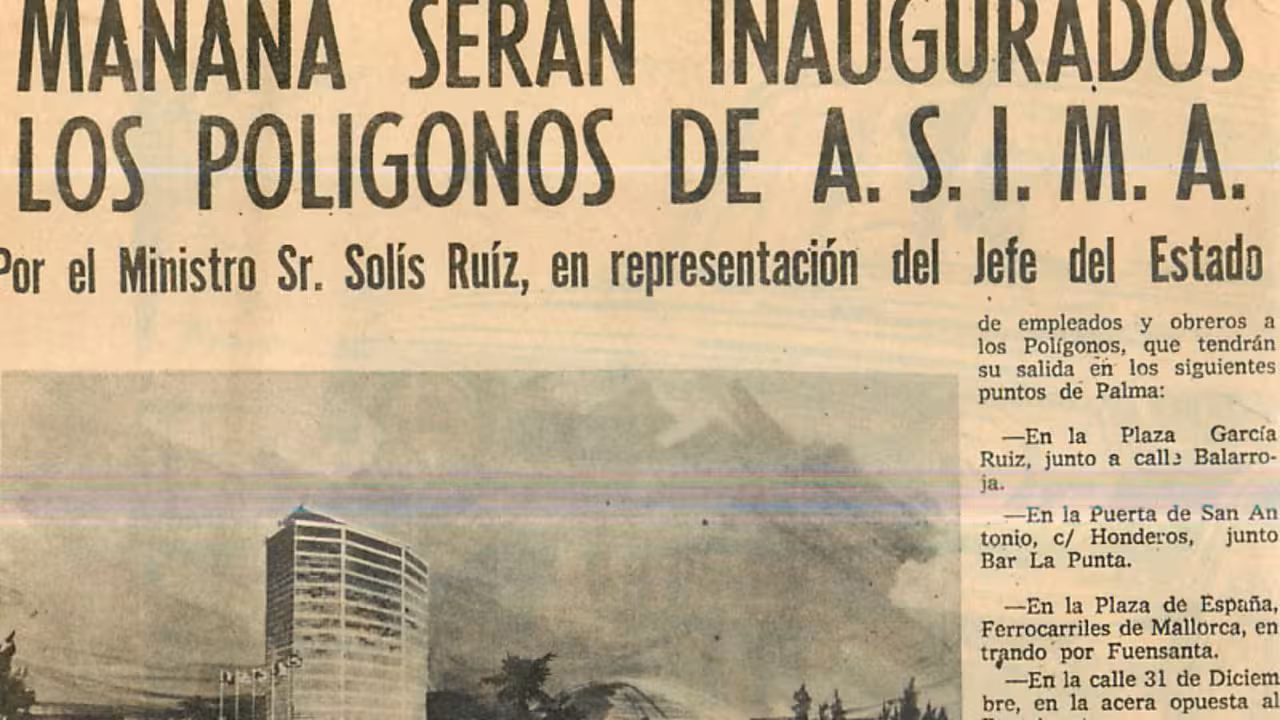 MAÑANA SERAN INAUGURADOS
LOS POLIGONOS DE A. S. I. M. A.
Por el Ministro Sr. Solís Ruíz, en representación del Jefe del Estado
de empleados y obreros a
los Polígonos, que tendrán
su salida en los siguientes
puntos de Palma:
—En la Plaza García
Ruiz, junto a calle Balarro-
ja.
—En la Puerta de San An
tonio, c/ Honderos, junto
Bar La Punta.
—En la Plaza de España,
Ferrocarriles de Mallorca, en
trando por Fuensanta.
—En la calle 31 de Diciem
bre, en la acera opuesta al